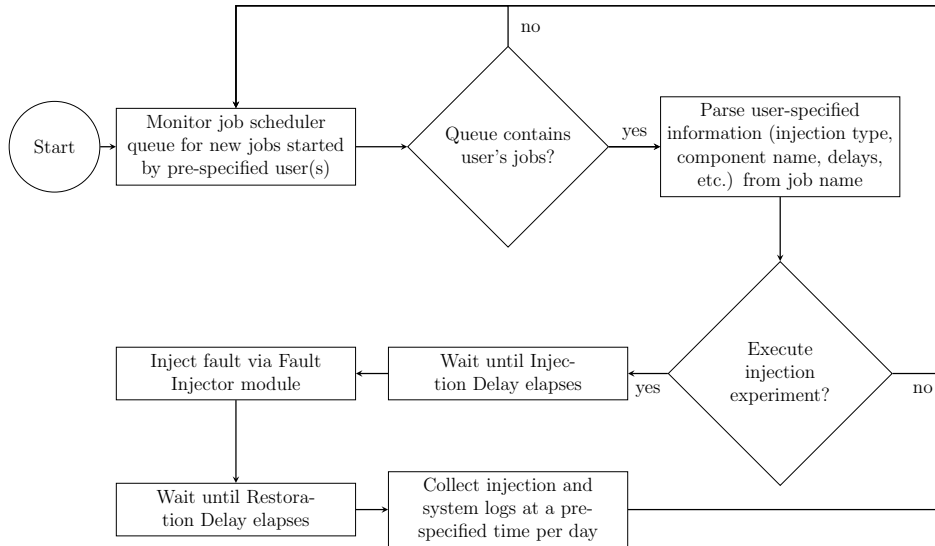 no
Start
Monitor job scheduler
queue for new jobs started
by pre-specified user(s)
Queue contains
user's jobs?
yes
Parse user-specified
information (injection type,
component name, delays,
etc.) from job name
Inject fault via Fault
Injector module
Wait until Injec-
tion Delay elapses
yes
Execute
injection
experiment?
no
Wait until Restora-
tion Delay elapses
Collect injection and
system logs at a pre-
specified time per day